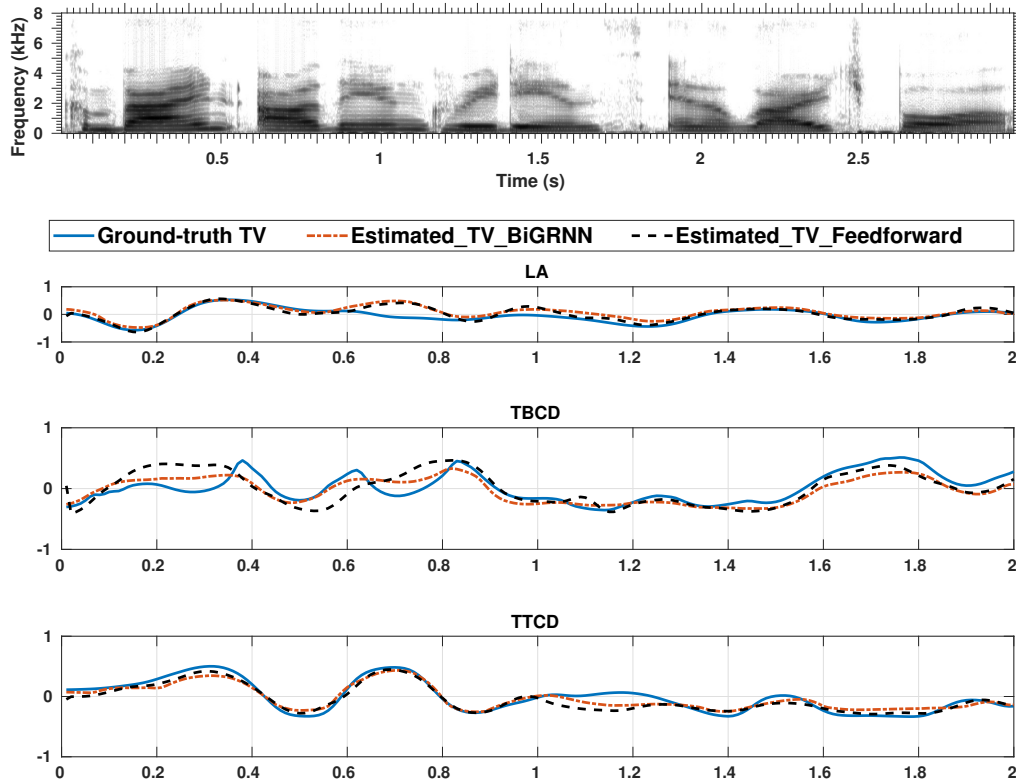 8
6
4
2
0
Frequency (kHz)
0.5 1 1.5 2 2.5
Time (s)
Ground-truth TV Estimated_TV_BiGRNN Estimated_TV_Feedforward
LA
1
0
-1
0 0.2 0.4 0.6 0.8 1 1.2 1.4 1.6 1.8 2
TBCD
1
0
-1
0 0.2 0.4 0.6 0.8 1 1.2 1.4 1.6 1.8 2
TTCD
1
0
-1
0 0.2 0.4 0.6 0.8 1 1.2 1.4 1.6 1.8 2